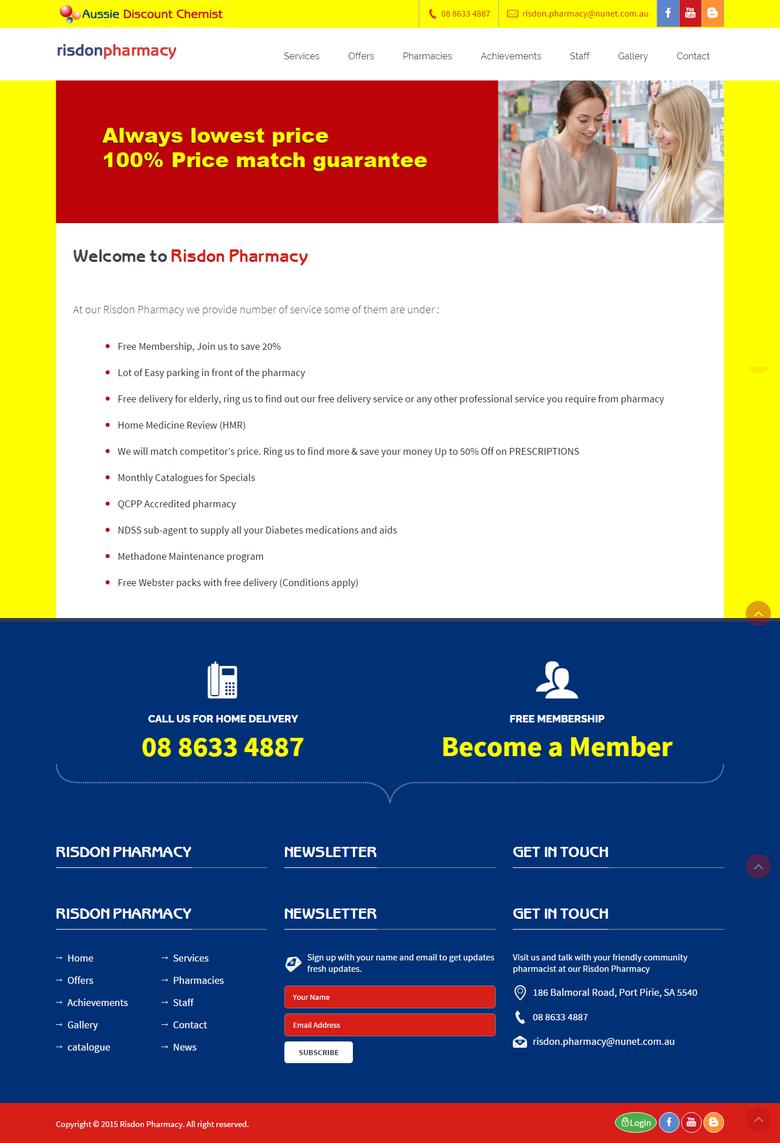 Aussie Discount Chemist
08 8633 4887
risdon.pharmacy@nunet.com.au
You Tube
risdonpharmacy
Services Offers Pharmacies Achievements Staff Gallery Contact
Always lowest price
100% Price match guarantee
Welcome to Risdon Pharmacy
At our Risdon Pharmacy we provide number of service some of them are under :
Free Membership, Join us to save 20%
Lot of Easy parking in front of the pharmacy
Free delivery for elderly, ring us to find out our free delivery service or any other professional service you require from pharmacy
Home Medicine Review (HMR)
We will match competitor's price. Ring us to find more & save your money Up to 50% Off on PRESCRIPTIONS
Monthly Catalogues for Specials
QCPP Accredited pharmacy
NDSS sub-agent to supply all your Diabetes medications and aids
Methadone Maintenance program
Free Webster packs with free delivery (Conditions apply)
CALL US FOR HOME DELIVERY
08 8633 4887
FREE MEMBERSHIP
Become a Member
RISDON PHARMACY
NEWSLETTER
GET IN TOUCH
RISDON PHARMACY
→ Home
→ Services
→ Offers
→ Pharmacies
→ Achievements
→ Staff
→ Gallery
→ Contact
→ catalogue
→ News
NEWSLETTER
Sign up with your name and email to get updates
fresh updates.
Your Name
Email Address
SUBSCRIBE
GET IN TOUCH
Visit us and talk with your friendly community
pharmacist at our Risdon Pharmacy
186 Balmoral Road, Port Pirie, SA 5540
08 8633 4887
risdon.pharmacy@nunet.com.au
Copyright © 2015 Risdon Pharmacy. All right reserved.
Login
You Tube